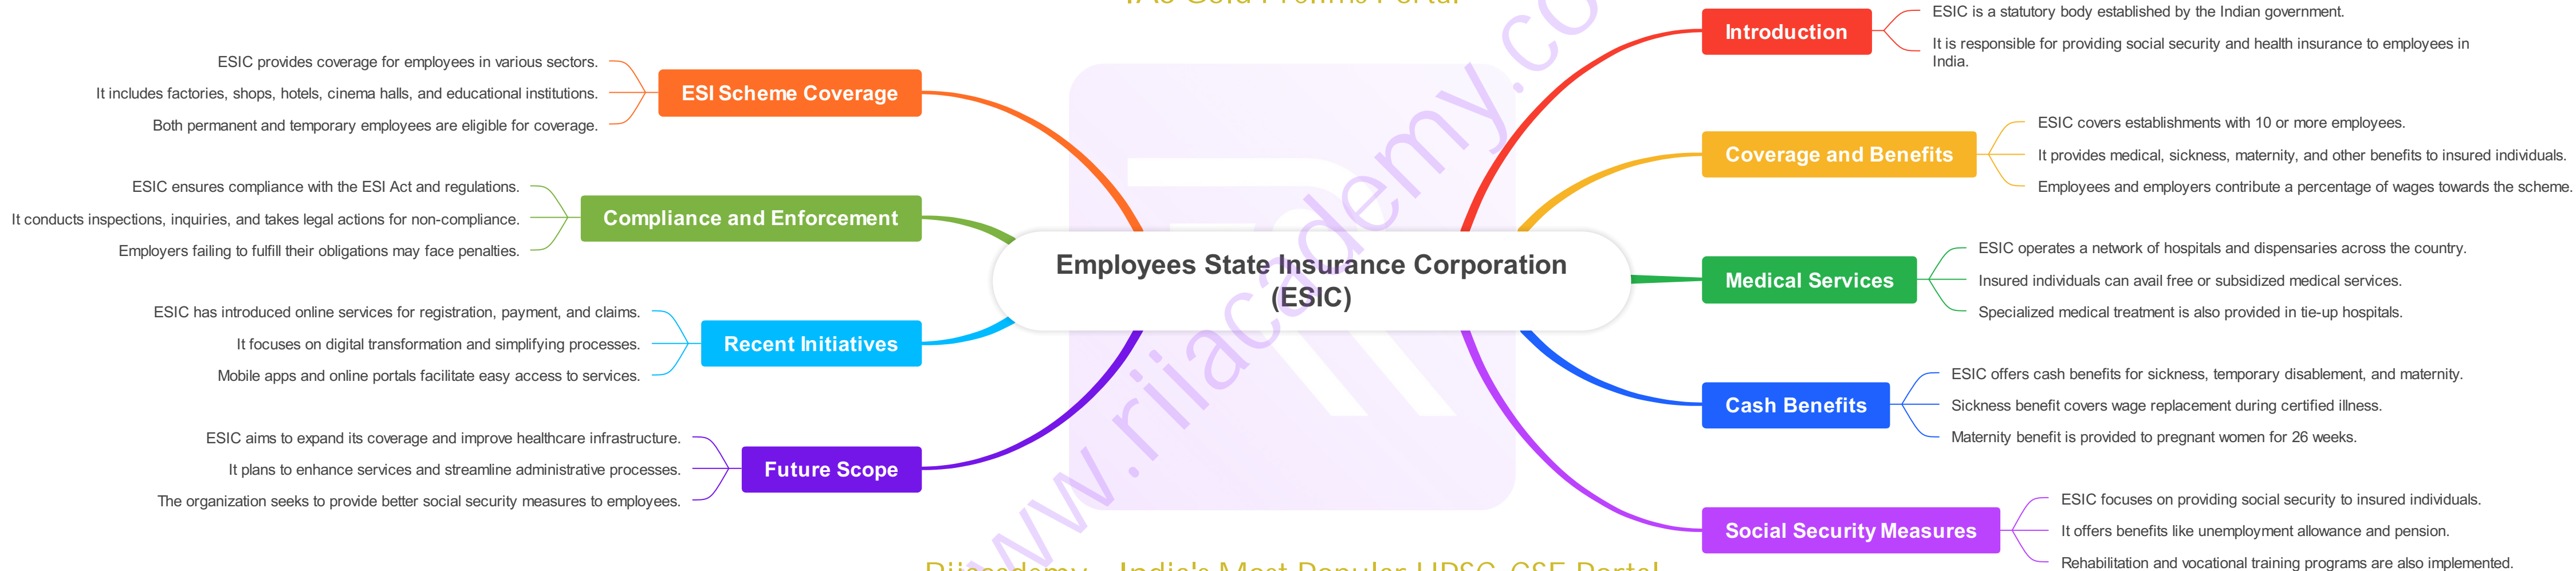 IAS Gold Prelims Portal
Employees State Insurance Corporation
(ESIC)
Introduction
ESIC is a statutory body established by the Indian government.
It is responsible for providing social security and health insurance to employees in
India.
Coverage and Benefits
ESIC covers establishments with 10 or more employees.
It provides medical, sickness, maternity, and other benefits to insured individuals.
Employees and employers contribute a percentage of wages towards the scheme.
Medical Services
ESIC operates a network of hospitals and dispensaries across the country.
Insured individuals can avail free or subsidized medical services.
Specialized medical treatment is also provided in tie-up hospitals.
Cash Benefits
ESIC offers cash benefits for sickness, temporary disablement, and maternity.
Sickness benefit covers wage replacement during certified illness.
Maternity benefit is provided to pregnant women for 26 weeks.
Social Security Measures
ESIC focuses on providing social security to insured individuals.
It offers benefits like unemployment allowance and pension.
Rehabilitation and vocational training programs are also implemented.
ESI Scheme Coverage
ESIC provides coverage for employees in various sectors.
It includes factories, shops, hotels, cinema halls, and educational institutions.
Both permanent and temporary employees are eligible for coverage.
Compliance and Enforcement
ESIC ensures compliance with the ESI Act and regulations.
It conducts inspections, inquiries, and takes legal actions for non-compliance.
Employers failing to fulfill their obligations may face penalties.
Recent Initiatives
ESIC has introduced online services for registration, payment, and claims.
It focuses on digital transformation and simplifying processes.
Mobile apps and online portals facilitate easy access to services.
Future Scope
ESIC aims to expand its coverage and improve healthcare infrastructure.
It plans to enhance services and streamline administrative processes.
The organization seeks to provide better social security measures to employees.
www.rijiacademy.co
India's Most Popular UPSC CSE Portal